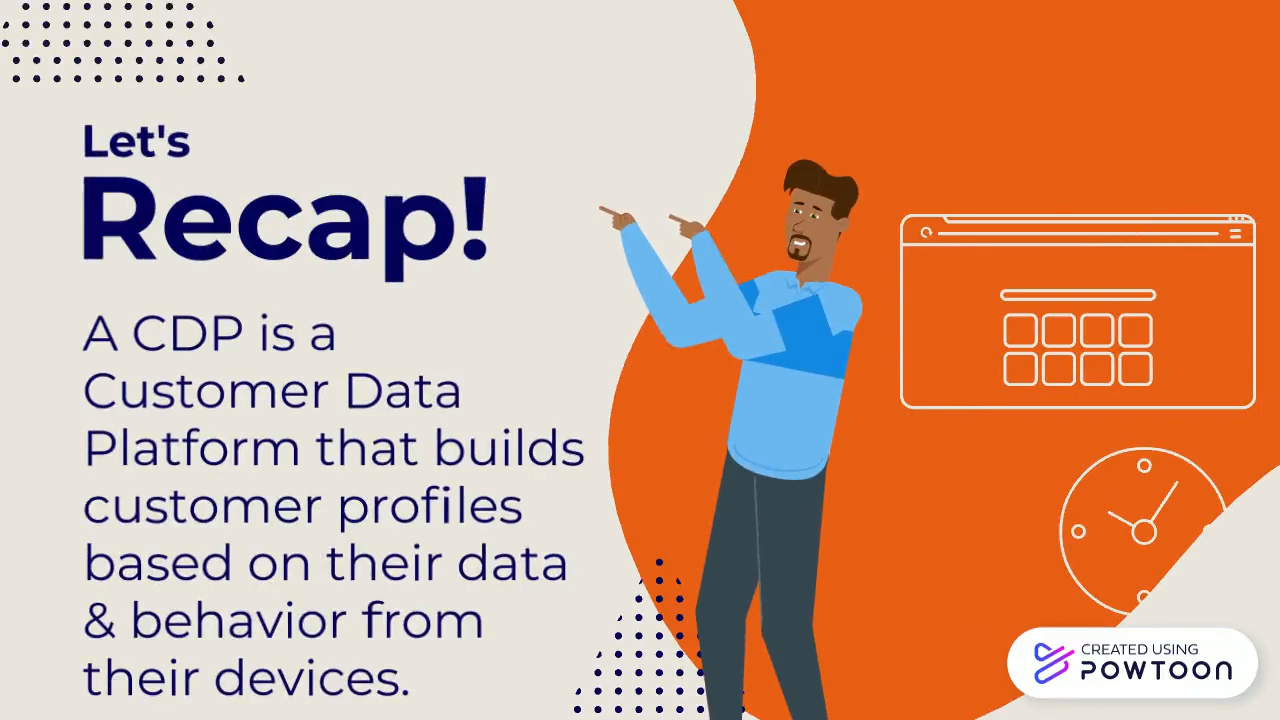 Let's
Recap!
A CDP is a
Customer Data
Platform that builds
customer profiles
based on their data
& behavior from
their devices.
CREATED USING
POWTOON